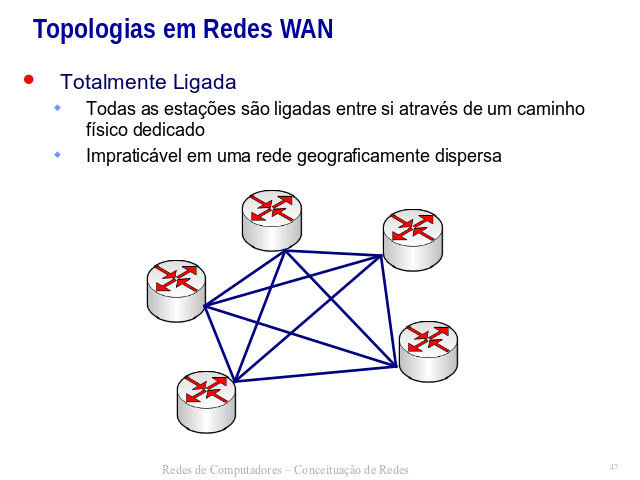 Topologias em Redes WAN
Totalmente Ligada
Todas as estações são ligadas entre si através de um caminho
físico dedicado
Impraticável em uma rede geograficamente dispersa
Redes de Computadores – Conceituação de Redes
47